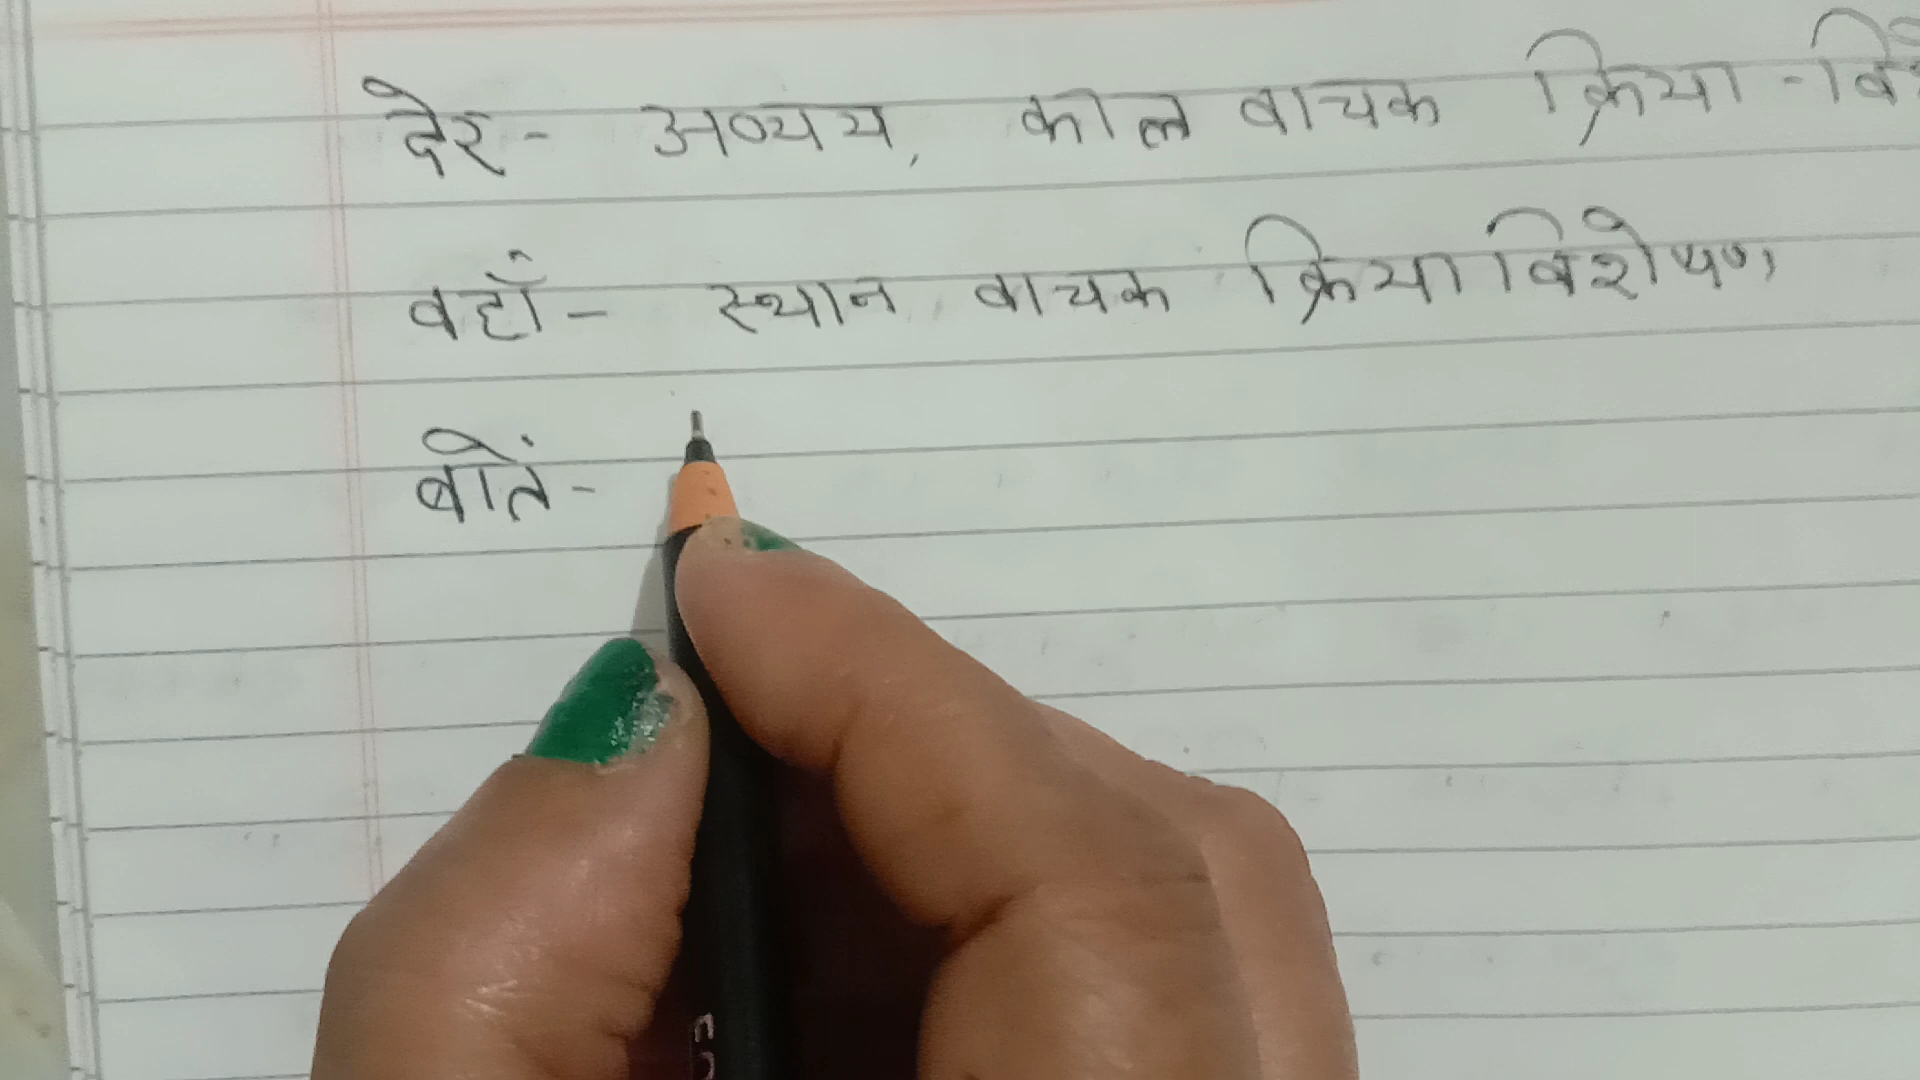 देर - अव्यय, काल वाचक क्रिया -
वहाँ - स्थान वाचक क्रियाविशेषण,
बातें -